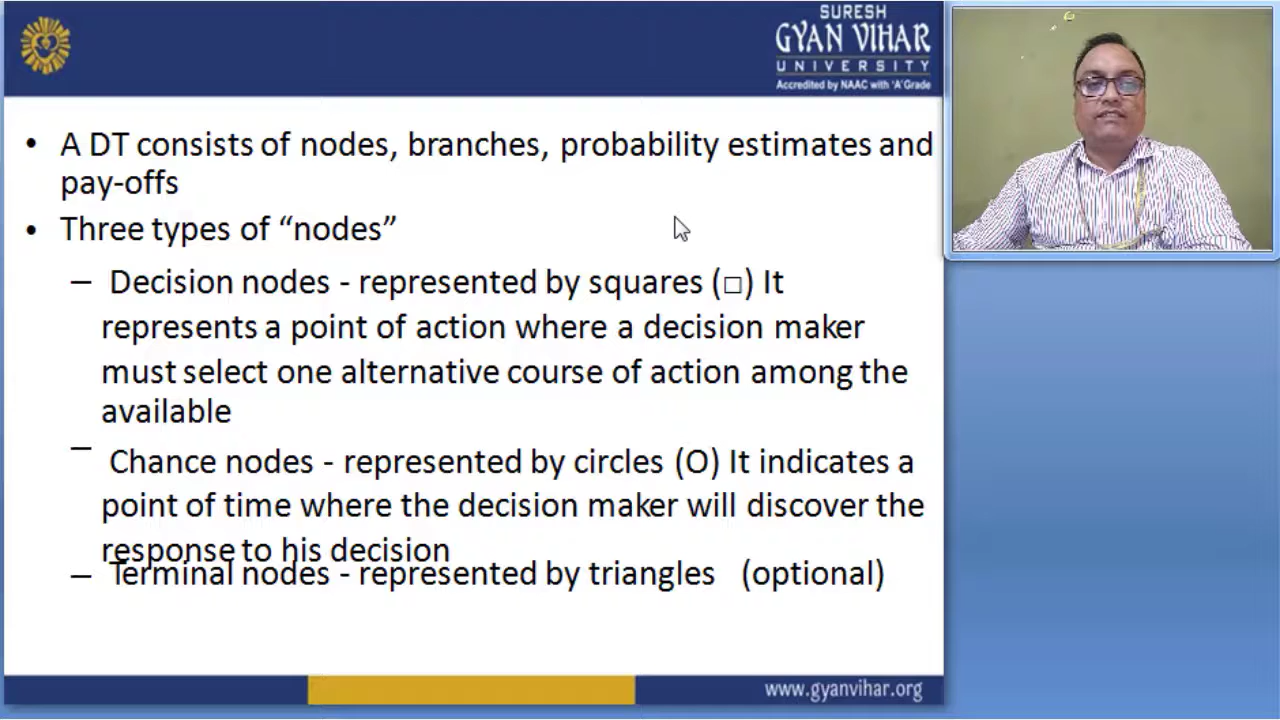 SURESH
GYAN VIHAR
UNIVERSITY
Accredited by NAAC with 'A' Grade
• A DT consists of nodes, branches, probability estimates and
pay-offs
• Three types of “nodes”
– Decision nodes - represented by squares (□) It
represents a point of action where a decision maker
must select one alternative course of action among the
available
– Chance nodes - represented by circles (O) It indicates a
point of time where the decision maker will discover the
response to his decision
– Terminal nodes - represented by triangles (optional)
www.gyanvihar.org